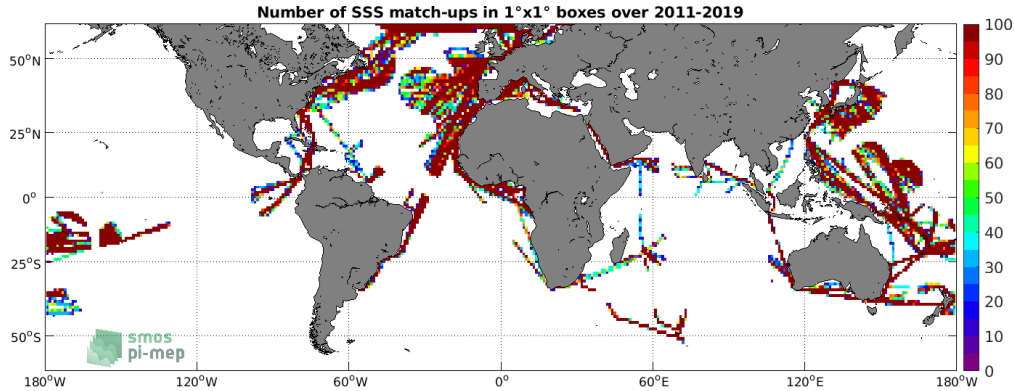 Number of SSS match-ups in 1°x1° boxes over 2011-2019
50°N
25°N
0°
25°S
50°S
180°W
120°W
60°W
0°
60°E
120°E
180°W
100
90
80
70
60
50
40
30
20
10
0
smos
pi-mep